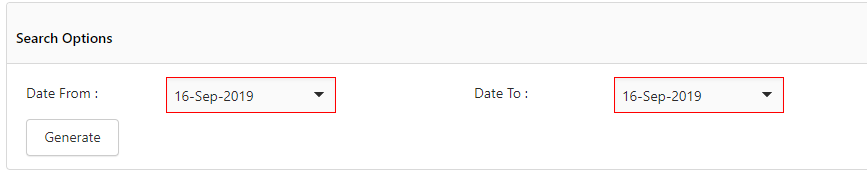 Search Options
Date From : 16-Sep-2019 Date To : 16-Sep-2019
Generate